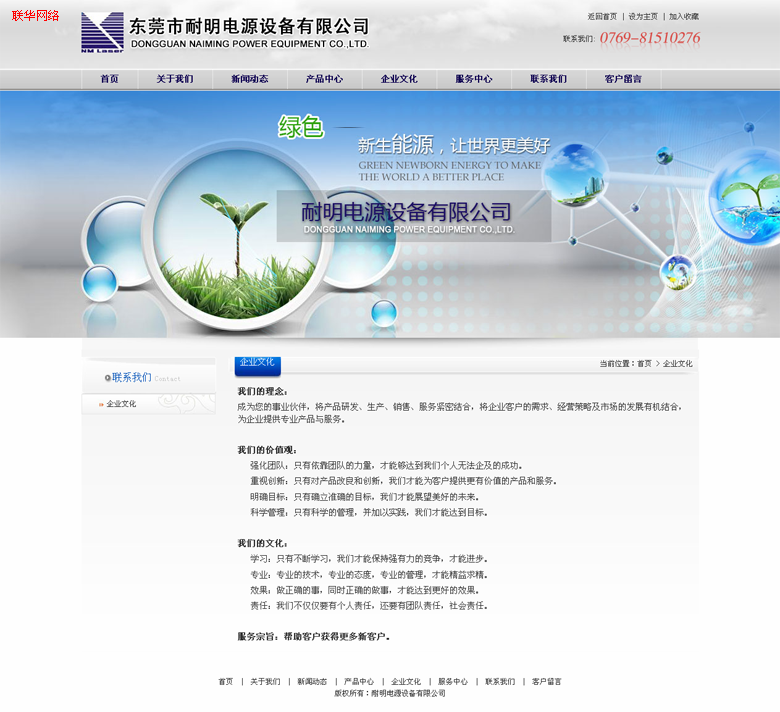 联华网络
返回首页 | 设为主页 | 加入收藏
东莞市耐明电源设备有限公司
DONGGUAN NAIMING POWER EQUIPMENT CO.,LTD.
NM Laser
联系我们: 0769-81510276
首页 关于我们 新闻动态 产品中心 企业文化 服务中心 联系我们 客户留言
绿色
新生能源，让世界更美好
GREEN NEWBORN ENERGY TO MAKE
THE WORLD A BETTER PLACE
耐明电源设备有限公司
DONGGUAN NAIMING POWER EQUIPMENT CO.,LTD.
企业文化
当前位置：首页 > 企业文化
联系我们 Contact
企业文化
我们的理念：
成为您的事业伙伴，将产品研发、生产、销售、服务紧密结合，将企业客户的需求、经营策略及市场的发展有机结合，
为企业提供专业产品与服务。
我们的价值观：
强化团队：只有依靠团队的力量，才能够达到我们个人无法企及的成功。
重视创新：只有对产品改良和创新，我们才能为客户提供更有价值的产品和服务。
明确目标：只有确立准确的目标，我们才能展望美好的未来。
科学管理：只有科学的管理，并加以实践，我们才能达到目标。
我们的文化：
学习：只有不断学习，我们才能保持强有力的竞争，才能进步。
专业：专业的技术，专业的态度，专业的管理，才能精益求精。
效果：做正确的事，同时正确的做事，才能达到更好的效果。
责任：我们不仅仅要有个人责任，还要有团队责任，社会责任。
服务宗旨：帮助客户获得更多新客户。
首页 | 关于我们 | 新闻动态 | 产品中心 | 企业文化 | 服务中心 | 联系我们 | 客户留言
版权所有：耐明电源设备有限公司